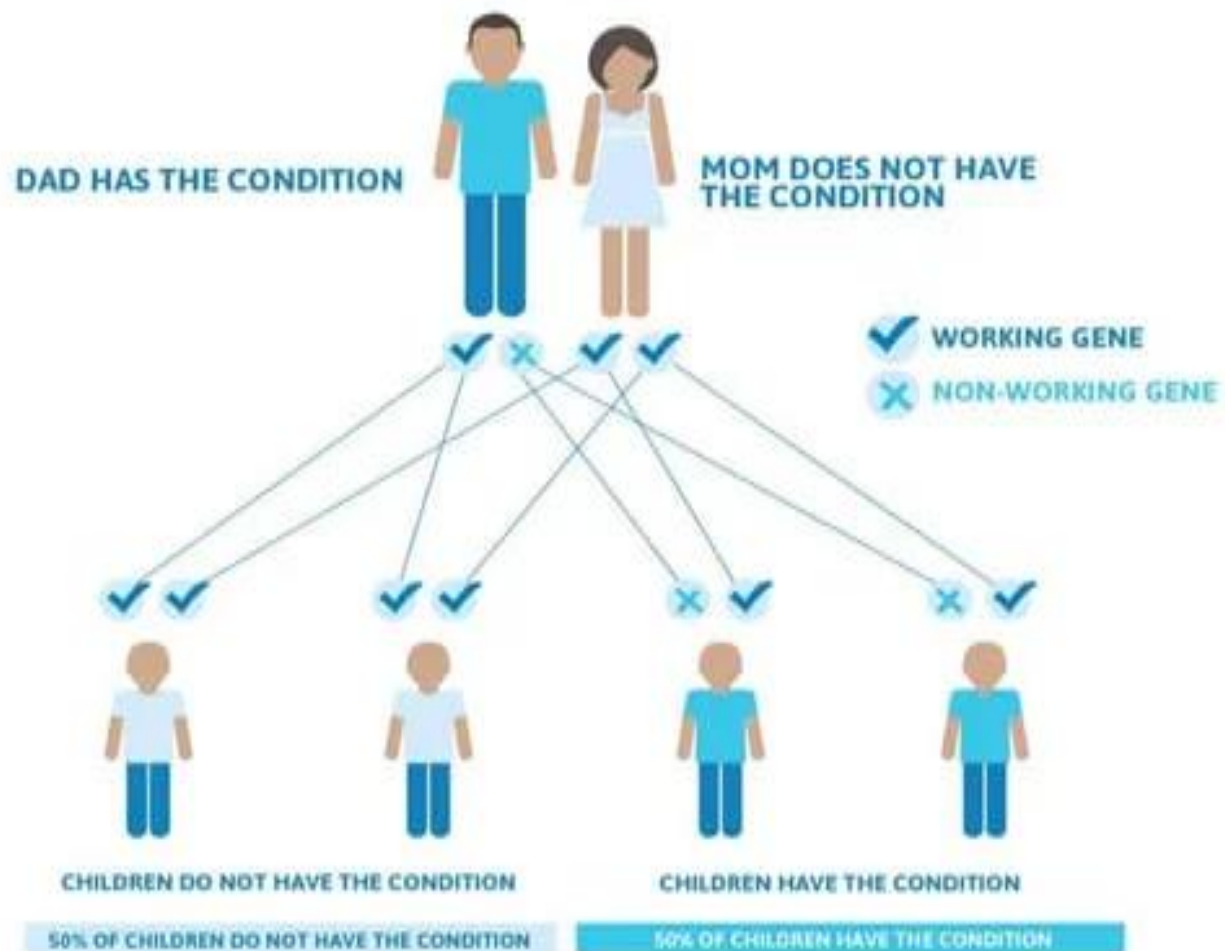 DAD HAS THE CONDITION
MOM DOES NOT HAVE
THE CONDITION
WORKING GENE
NON-WORKING GENE
CHILDREN DO NOT HAVE THE CONDITION
CHILDREN HAVE THE CONDITION
50% OF CHILDREN DO NOT HAVE THE CONDITION
50% OF CHILDREN HAVE THE CONDITION